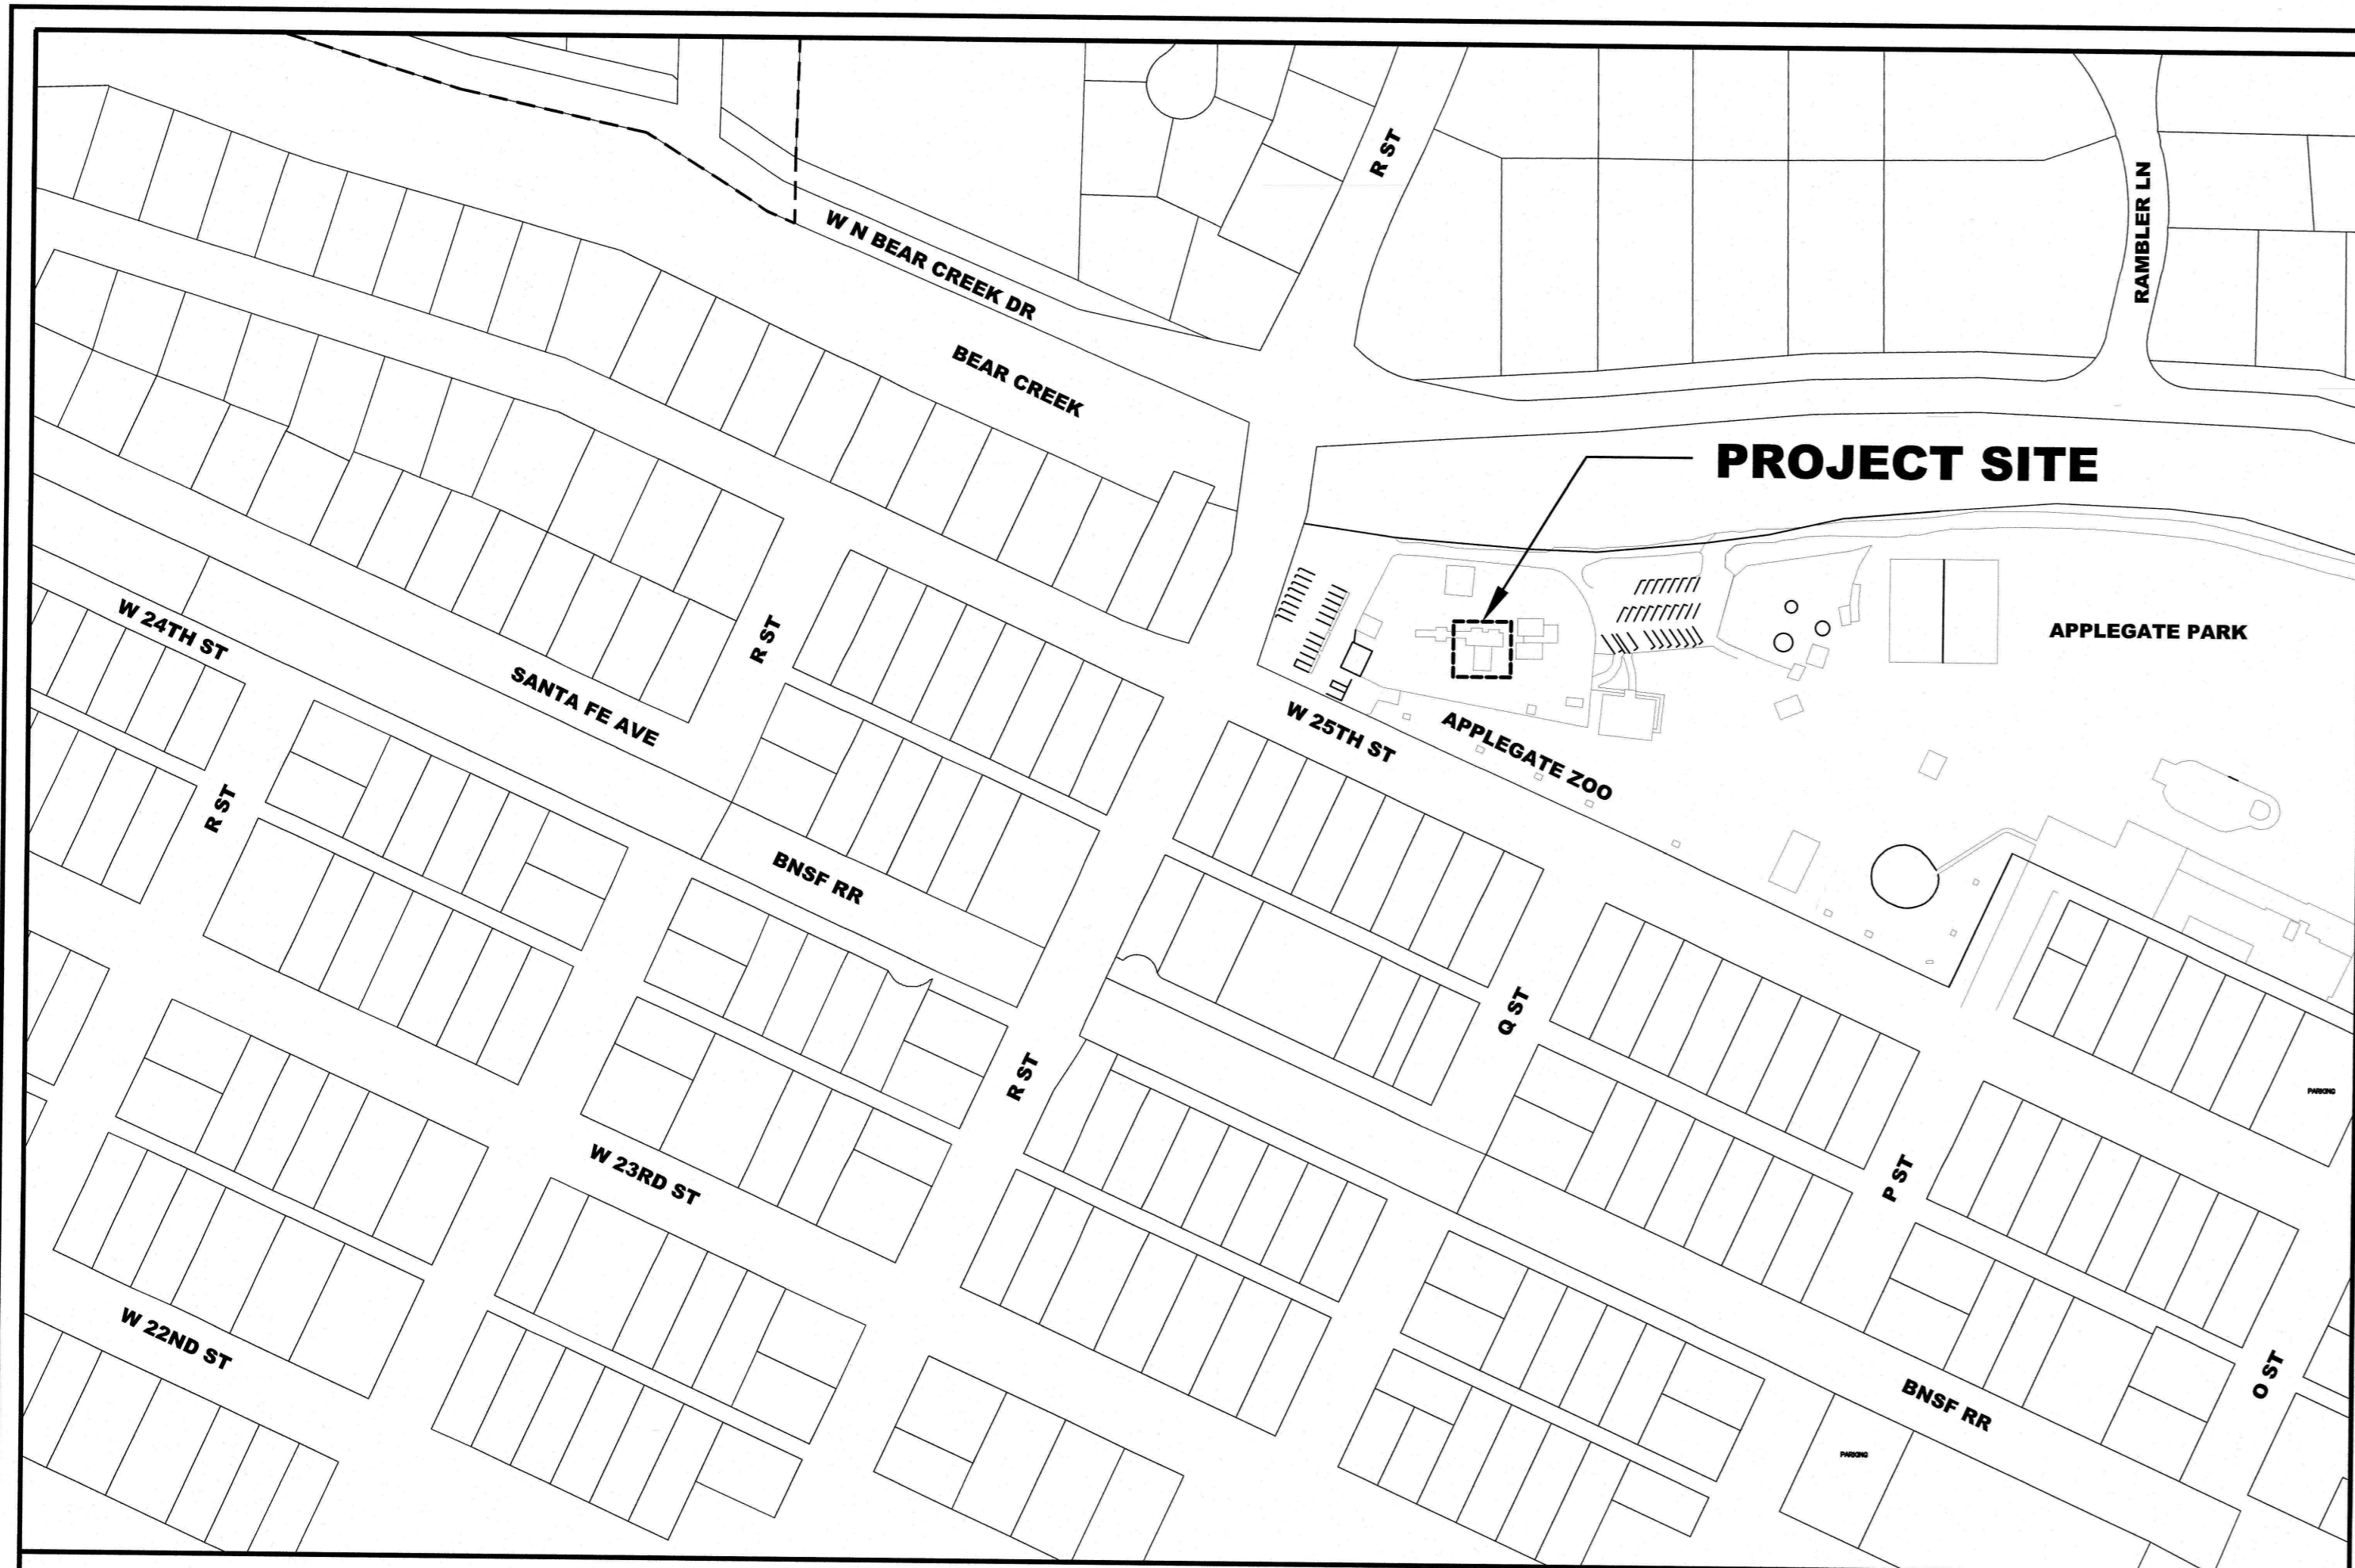 R ST
RAMBLER LN
W N BEAR CREEK DR
BEAR CREEK
PROJECT SITE
W 24TH ST
SANTA FE AVE
R ST
APPLEGATE PARK
W 25TH ST
APPLEGATE ZOO
R ST
BNSF RR
Q ST
R ST
PARKING
W 23RD ST
P ST
W 22ND ST
O ST
BNSF RR
PARKING